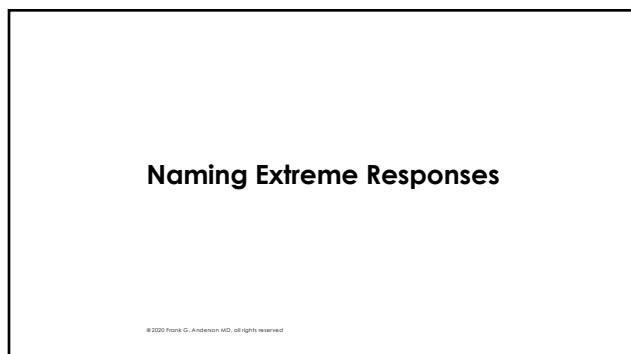 Naming Extreme Responses
©2020 Frank G. Anderson MD, all rights reserved